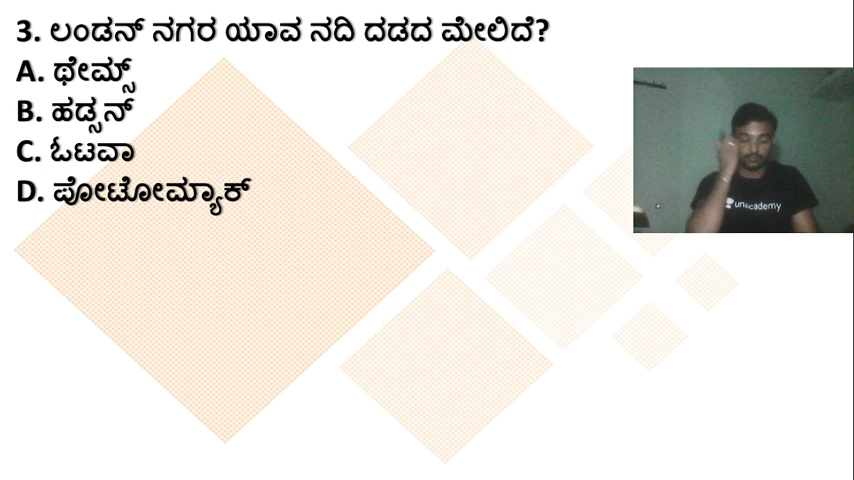 3. ಲಂಡನ್ ನಗರ ಯಾವ ನದಿ ದಡದ ಮೇಲಿದೆ?
A. ಥೇಮ್ಸ್
B. ಹಡ್ಸನ್
C. ಓಟವಾ
D. ಪೋಟೋಮ್ಯಾಕ್
unacademy